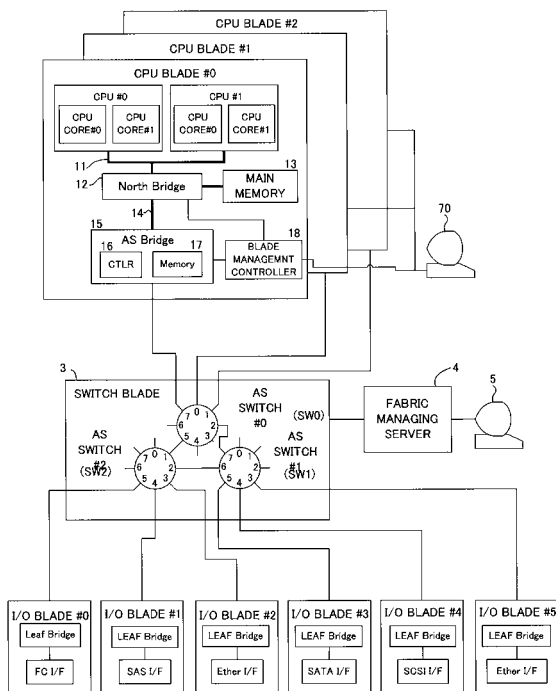 CPU BLADE #2
CPU BLADE #1
CPU BLADE #0
CPU #0
CPU #1
CPU CORE#0
CPU CORE#1
CPU CORE#0
CPU CORE#1
11
12
North Bridge
13
MAIN MEMORY
14
15
AS Bridge
16
CTLR
17
Memory
18
BLADE MANAGEMNT CONTROLLER
70
3
SWITCH BLADE
7 0 1
6 2
5 4 3
AS SWITCH #0
(SW0)
4
FABRIC MANAGING SERVER
5
AS SWITCH #2
(SW2)
7 0 1
6 2
5 4 3
AS SWITCH #1
(SW1)
7 0 1
6 2
5 4 3
I/O BLADE #0
Leaf Bridge
FC I/F
I/O BLADE #1
LEAF Bridge
SAS I/F
I/O BLADE #2
LEAF Bridge
Ether I/F
I/O BLADE #3
LEAF Bridge
SATA I/F
I/O BLADE #4
LEAF Bridge
SCSI I/F
I/O BLADE #5
LEAF Bridge
Ether I/F